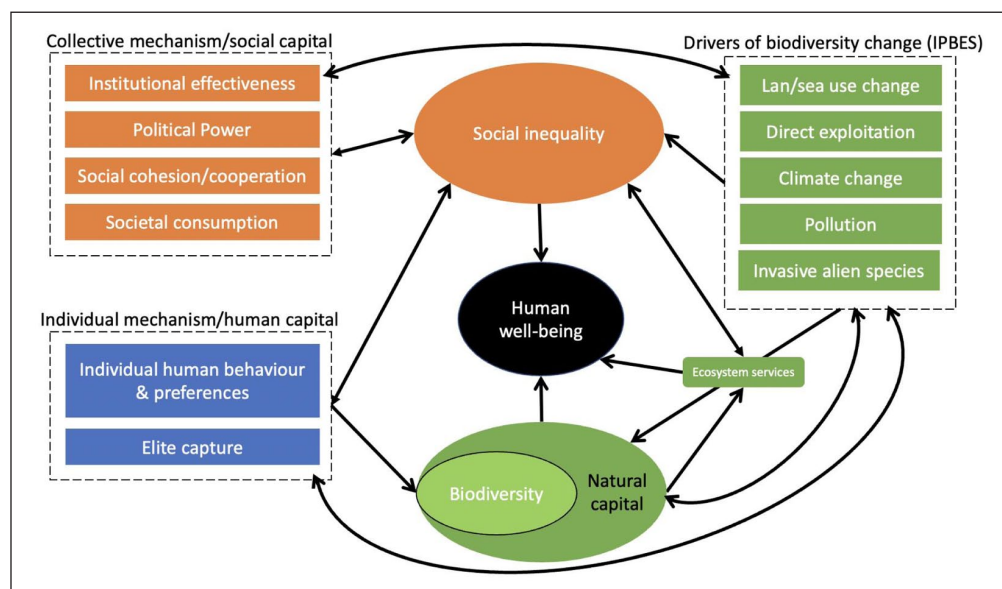 Collective mechanism/social capital
Institutional effectiveness
Political Power
Social cohesion/cooperation
Societal consumption
Social inequality
Drivers of biodiversity change (IPBES)
Lan/sea use change
Direct exploitation
Climate change
Pollution
Invasive alien species
Human
well-being
Individual mechanism/human capital
Individual human behaviour
& preferences
Elite capture
Ecosystem services
Biodiversity
Natural
capital